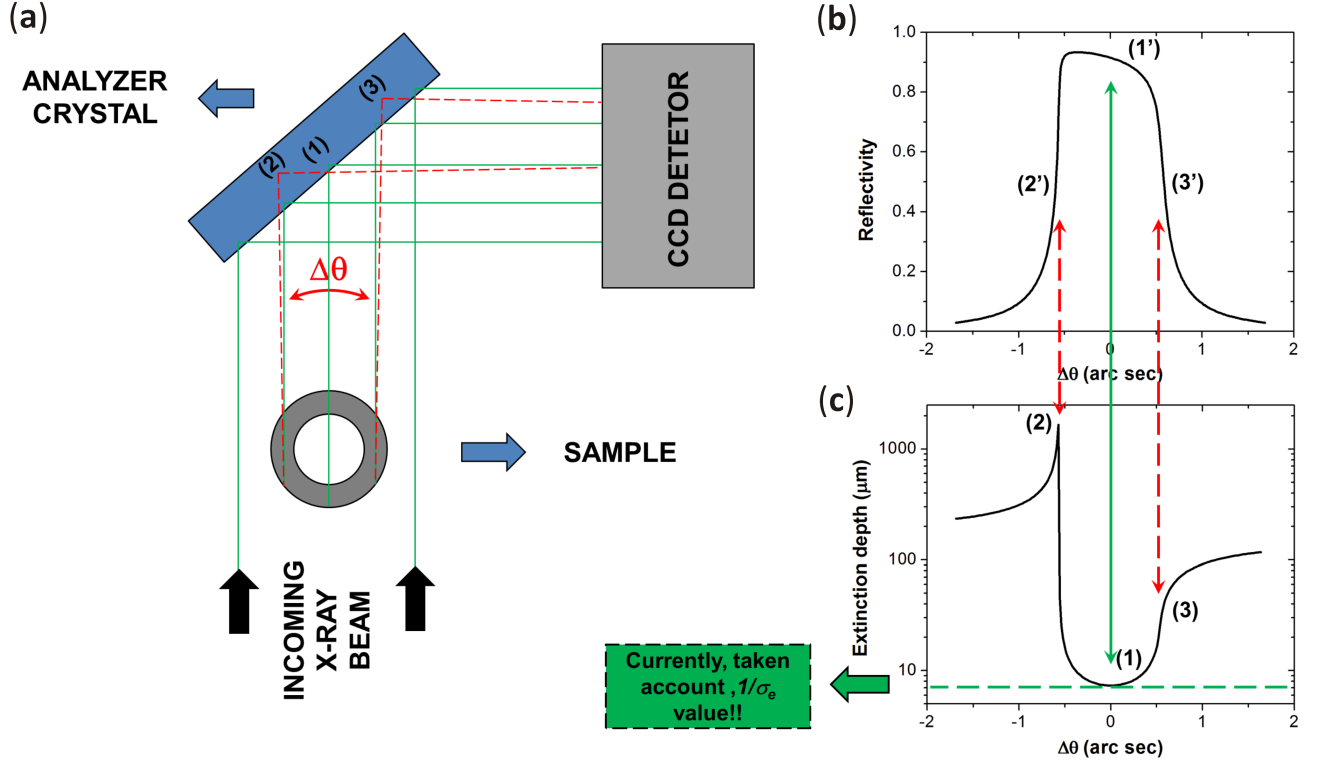 (a)
ANALYZER
CRYSTAL
(3)
(1)
(2)
CCD DETETOR
Δθ
SAMPLE
INCOMING
X-RAY
BEAM
Currently, taken
account ,1/σe
value!!
(b)
1.0
0.8
0.6
0.4
0.2
0.0
Reflectivity
(1')
(2')
(3')
-2
-1
0
1
2
Δθ (arc sec)
(c)
1000
100
10
Extinction depth (μm)
(2)
(1)
(3)
-2
-1
0
1
2
Δθ (arc sec)